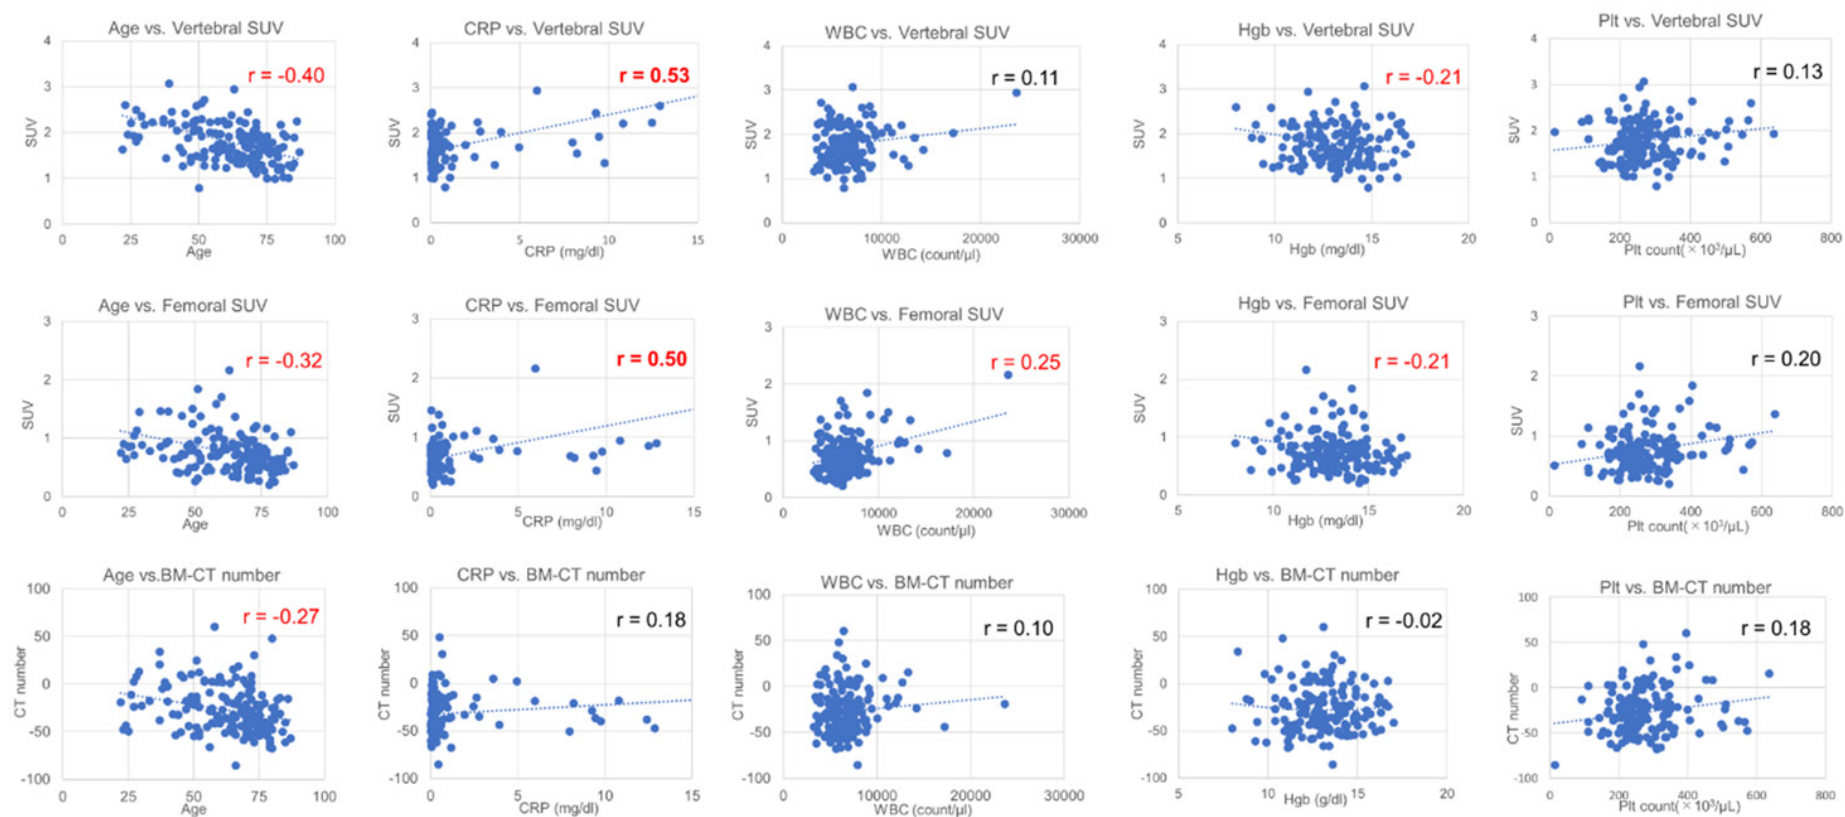 Age vs. Vertebral SUV
r = -0.40
4
3
2
1
0
SUV
0
25
50
75
100
Age
CRP vs. Vertebral SUV
r = 0.53
4
3
2
1
0
SUV
0
5
10
15
CRP (mg/dl)
WBC vs. Vertebral SUV
r = 0.11
4
3
2
1
0
SUV
0
10000
20000
30000
WBC (count/µl)
Hgb vs. Vertebral SUV
r = -0.21
4
3
2
1
0
SUV
5
10
15
20
Hgb (mg/dl)
Plt vs. Vertebral SUV
r = 0.13
4
3
2
1
0
SUV
0
200
400
600
800
Plt count(×10³/µL)
Age vs. Femoral SUV
r = -0.32
3
2
1
0
SUV
0
25
50
75
100
Age
CRP vs. Femoral SUV
r = 0.50
3
2
1
0
SUV
0
5
10
15
CRP (mg/dl)
WBC vs. Femoral SUV
r = 0.25
3
2
1
0
SUV
0
10000
20000
30000
WBC (count/µl)
Hgb vs. Femoral SUV
r = -0.21
3
2
1
0
SUV
5
10
15
20
Hgb (mg/dl)
Plt vs. Femoral SUV
r = 0.20
3
2
1
0
SUV
0
200
400
600
800
Plt count(×10³/µL)
Age vs.BM-CT number
r = -0.27
100
50
0
-50
-100
CT number
0
25
50
75
100
Age
CRP vs. BM-CT number
r = 0.18
100
50
0
-50
-100
CT number
0
5
10
15
CRP (mg/dl)
WBC vs. BM-CT number
r = 0.10
100
50
0
-50
-100
CT number
0
10000
20000
30000
WBC (count/µl)
Hgb vs. BM-CT number
r = -0.02
100
50
0
-50
-100
CT number
5
10
15
20
Hgb (g/dl)
Plt vs. BM-CT number
r = 0.18
100
50
0
-50
-100
CT number
0
200
400
600
800
Plt count(×10³/µL)